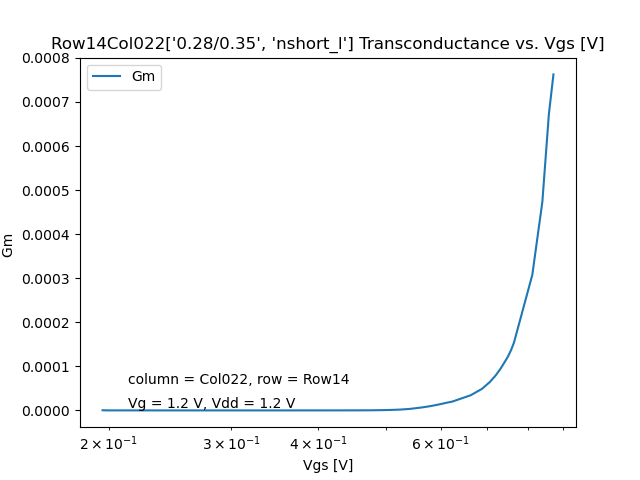 Row14Col022['0.28/0.35', 'nshort_l'] Transconductance vs. Vgs [V]
Gm
0.0008
0.0007
0.0006
0.0005
0.0004
0.0003
0.0002
0.0001
0.0000
Gm
column = Col022, row = Row14
Vg = 1.2 V, Vdd = 1.2 V
2 × 10⁻¹
3 × 10⁻¹
4 × 10⁻¹
6 × 10⁻¹
Vgs [V]